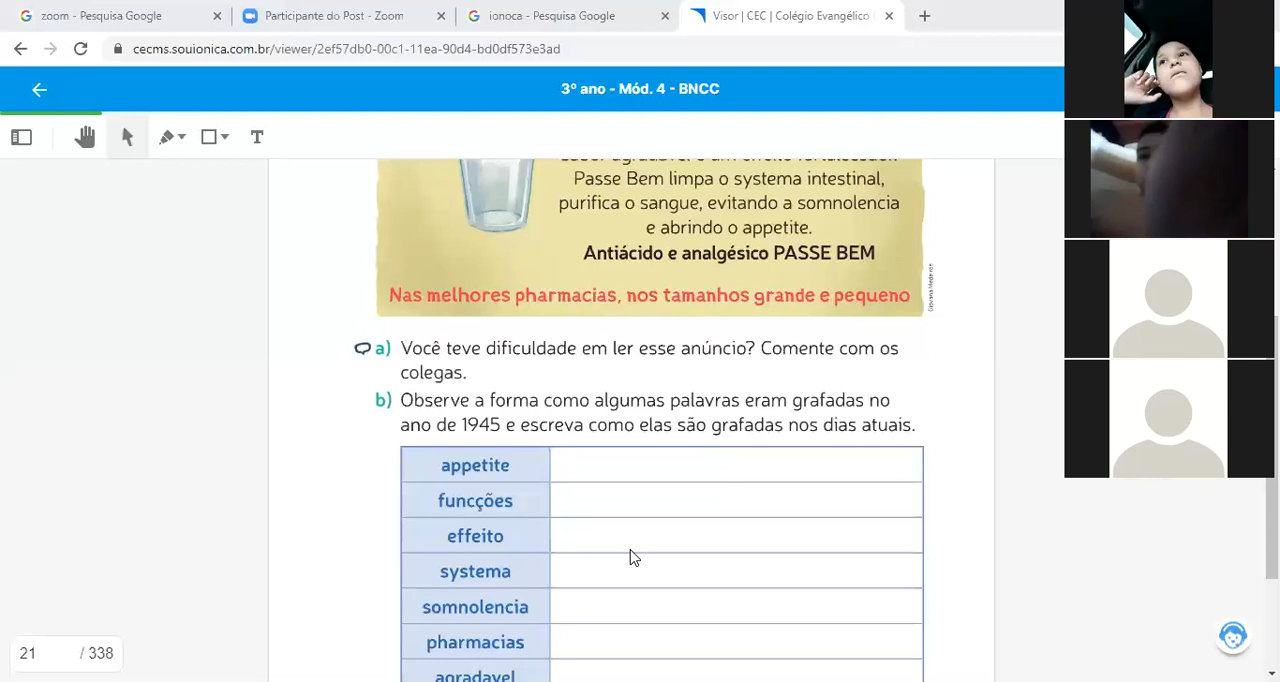 zoom - Pesquisa Google
Participante do Post - Zoom
ionoca - Pesquisa Google
Visor | CEC | Colégio Evangélico
cecms.souionica.com.br/viewer/2ef57db0-00c1-11ea-90d4-bd0df573e3ad
3º ano - Mód. 4 - BNCC
T
Passe Bem limpa o systema intestinal,
purifica o sangue, evitando a somnolencia
e abrindo o appetite.
Antiácido e analgésico PASSE BEM
Nas melhores pharmacias, nos tamanhos grande e pequeno
a) Você teve dificuldade em ler esse anúncio? Comente com os
colegas.
b) Observe a forma como algumas palavras eram grafadas no
ano de 1945 e escreva como elas são grafadas nos dias atuais.
appetite
funcções
effeito
systema
somnolencia
pharmacias
agradavel
21 / 338